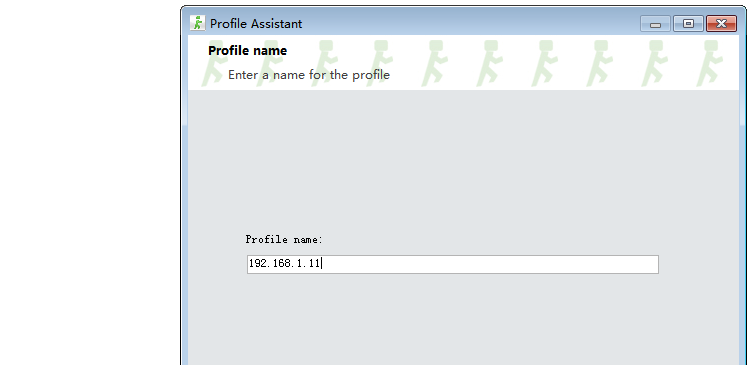 Profile Assistant
Profile name
Enter a name for the profile
Profile name:
192.168.1.11